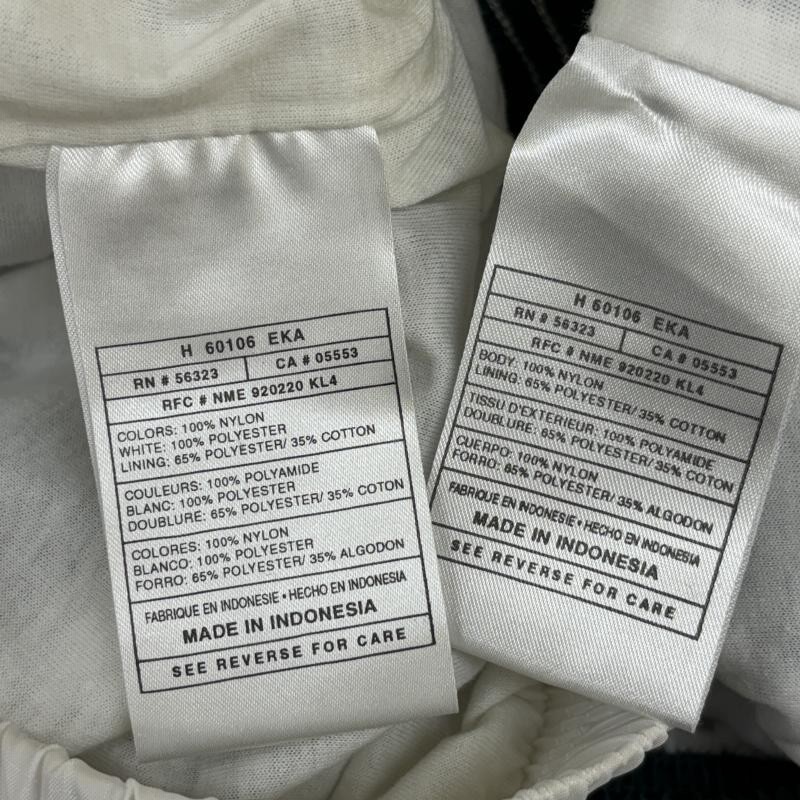 H 60106 EKA
RN # 56323 CA # 05553
RFC # NME 920220 KL4
COLORS: 100% NYLON
WHITE: 100% POLYESTER
LINING: 65% POLYESTER/ 35% COTTON
COULEURS: 100% POLYAMIDE
BLANC: 100% POLYESTER
DOUBLURE: 65% POLYESTER/ 35% COTON
COLORES: 100% NYLON
BLANCO: 100% POLYESTER
FORRO: 65% POLYESTER/ 35% ALGODON
FABRIQUE EN INDONESIE • HECHO EN INDONESIA
MADE IN INDONESIA
SEE REVERSE FOR CARE
H 60106 EKA
RN # 56323 CA # 05553
RFC # NME 920220 KL4
BODY: 100% NYLON
LINING: 65% POLYESTER/ 35% COTTON
TISSU D'EXTERIEUR: 100% POLYAMIDE
DOUBLURE: 65% POLYESTER/ 35% COTON
CUERPO: 100% NYLON
FORRO: 65% POLYESTER/ 35% ALGODON
FABRIQUE EN INDONESIE • HECHO EN INDONESIA
MADE IN INDONESIA
SEE REVERSE FOR CARE